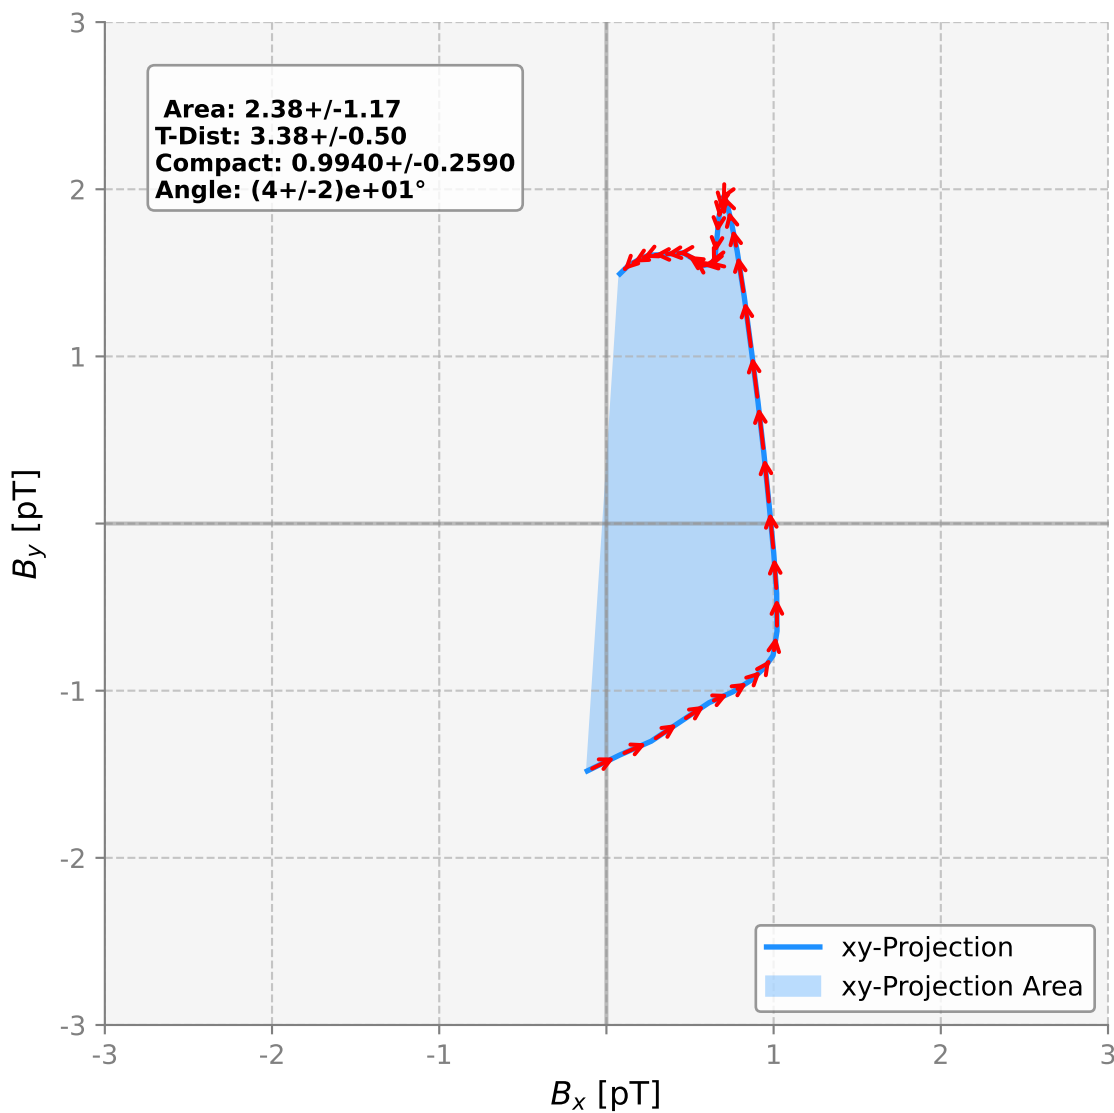 3
Area: 2.38+/-1.17
T-Dist: 3.38+/-0.50
Compact: 0.9940+/-0.2590
Angle: (4+/-2)e+01°
2
1
B_y [pT]
-1
-2
xy-Projection
xy-Projection Area
-3
-3 -2 -1 1 2 3
B_x [pT]